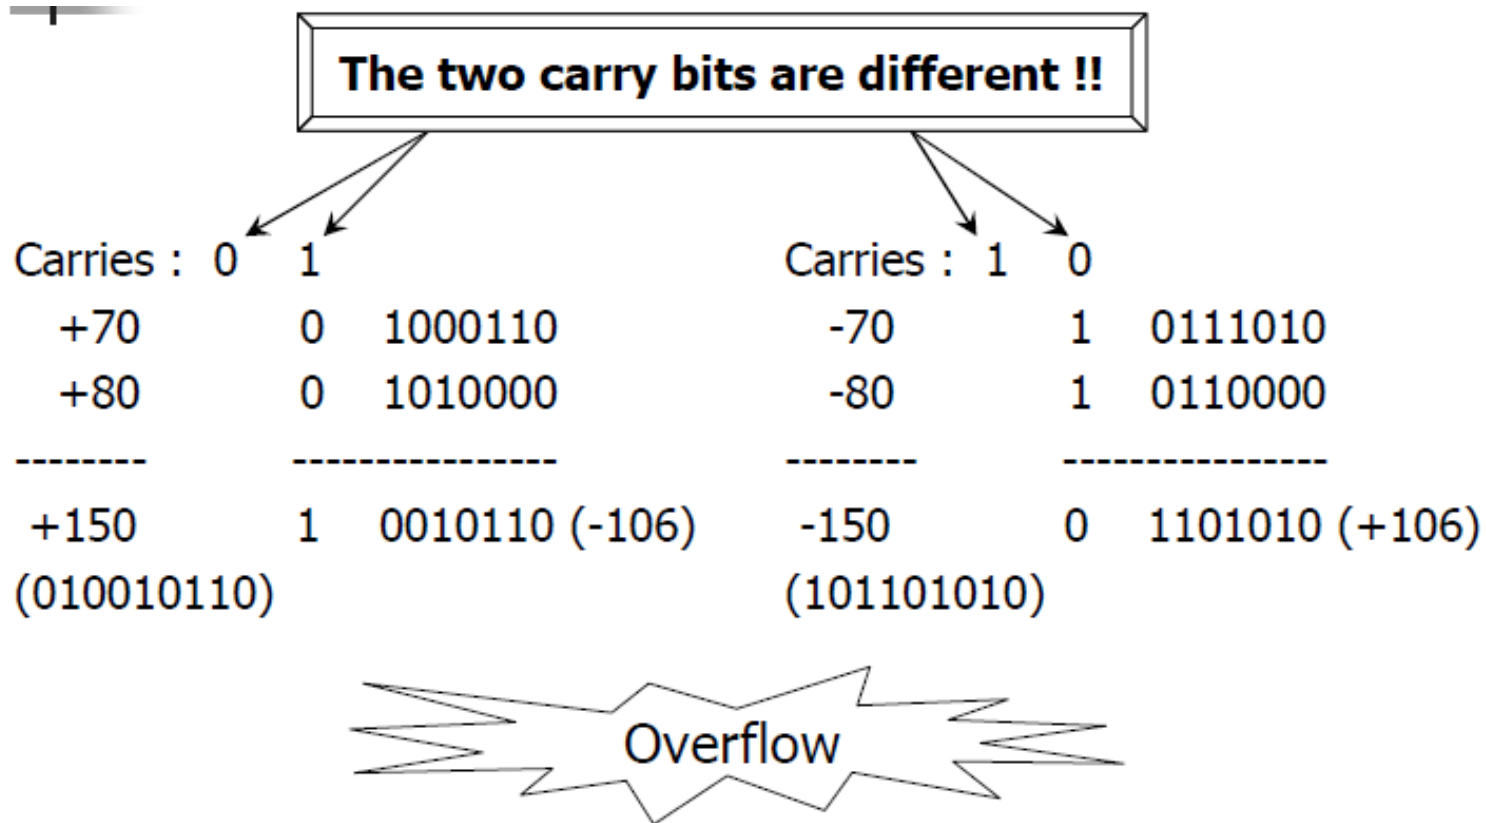 The two carry bits are different !!
Carries : 0 1 Carries : 1 0
+70 0 1000110 -70 1 0111010
+80 0 1010000 -80 1 0110000
-------- ---------------- -------- ----------------
+150 1 0010110 (-106) -150 0 1101010 (+106)
(010010110) (101101010)
Overflow